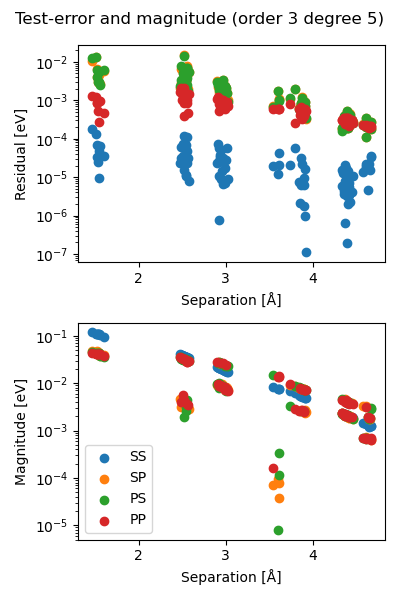 Test-error and magnitude (order 3 degree 5)
10⁻²
10⁻³
10⁻⁴
10⁻⁵
10⁻⁶
10⁻⁷
Residual [eV]
2 3 4
Separation [Å]
10⁻¹
10⁻²
10⁻³
10⁻⁴
10⁻⁵
Magnitude [eV]
SS
SP
PS
PP
2 3 4
Separation [Å]